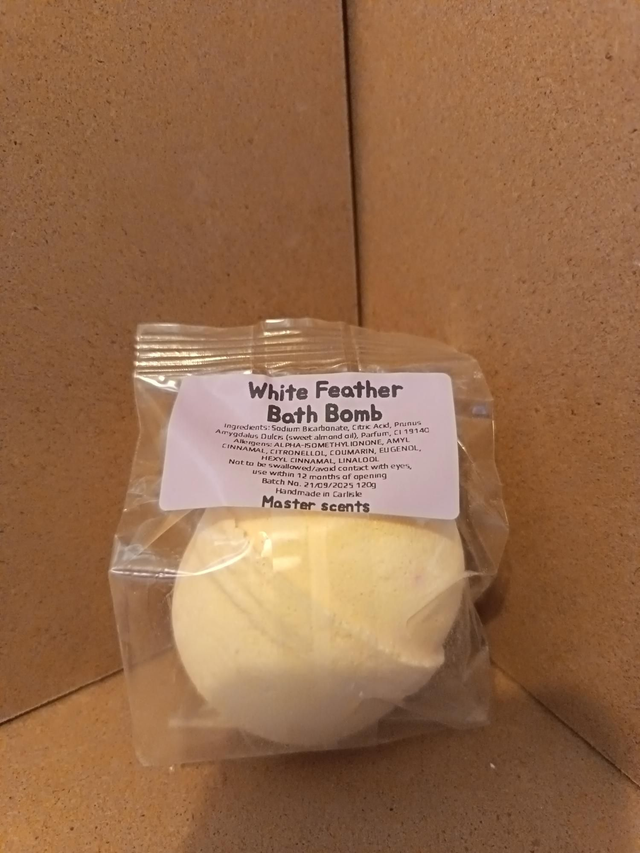 White Feather
Bath Bomb
Ingredients: Sodium Bicarbonate, Citric Acid, Prunus
Amygdalus Dulcis (sweet almond oil), Parfum, CI 19140
Allergens: ALPHA-ISOMETHYLIONONE, AMYL
CINNAMAL, CITRONELLOL, COUMARIN, EUGENOL,
HEXYL CINNAMAL, LINALOOL
Not to be swallowed/avoid contact with eyes,
use within 12 months of opening
Batch No. 21/09/2025 120g
Handmade in Carlisle
Master scents